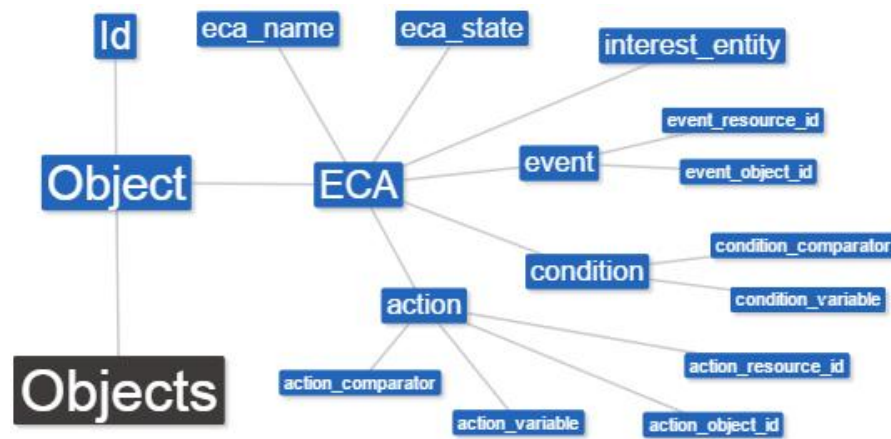 Id
eca_name
eca_state
interest_entity
event_resource_id
event
event_object_id
Object
ECA
condition_comparator
condition
condition_variable
action
action_resource_id
Objects
action_comparator
action_variable
action_object_id